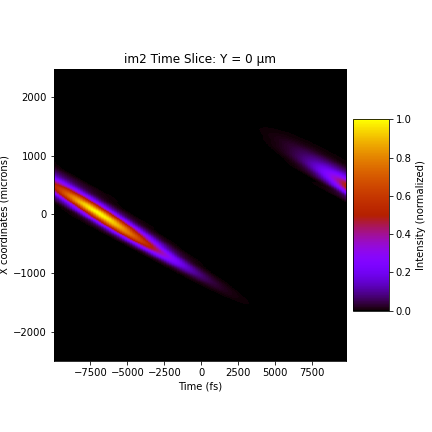 im2 Time Slice: Y = 0 μm
2000
1000
0
−1000
−2000
X coordinates (microns)
−7500 −5000 −2500 0 2500 5000 7500
Time (fs)
1.0
0.8
0.6
0.4
0.2
0.0
Intensity (normalized)